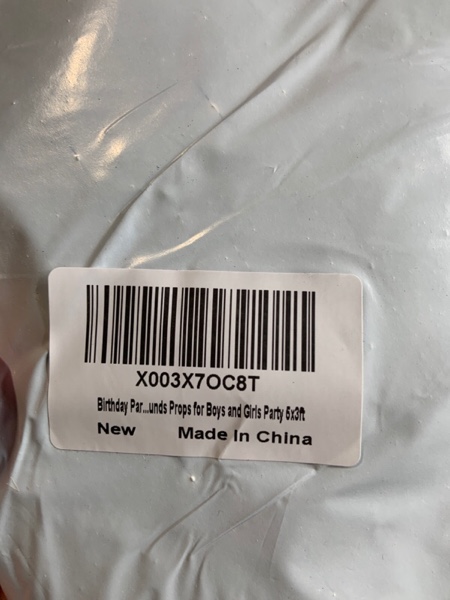 X003X7OC8T
Birthday Par...unds Props for Boys and Girls Party 5x3ft
New Made In China